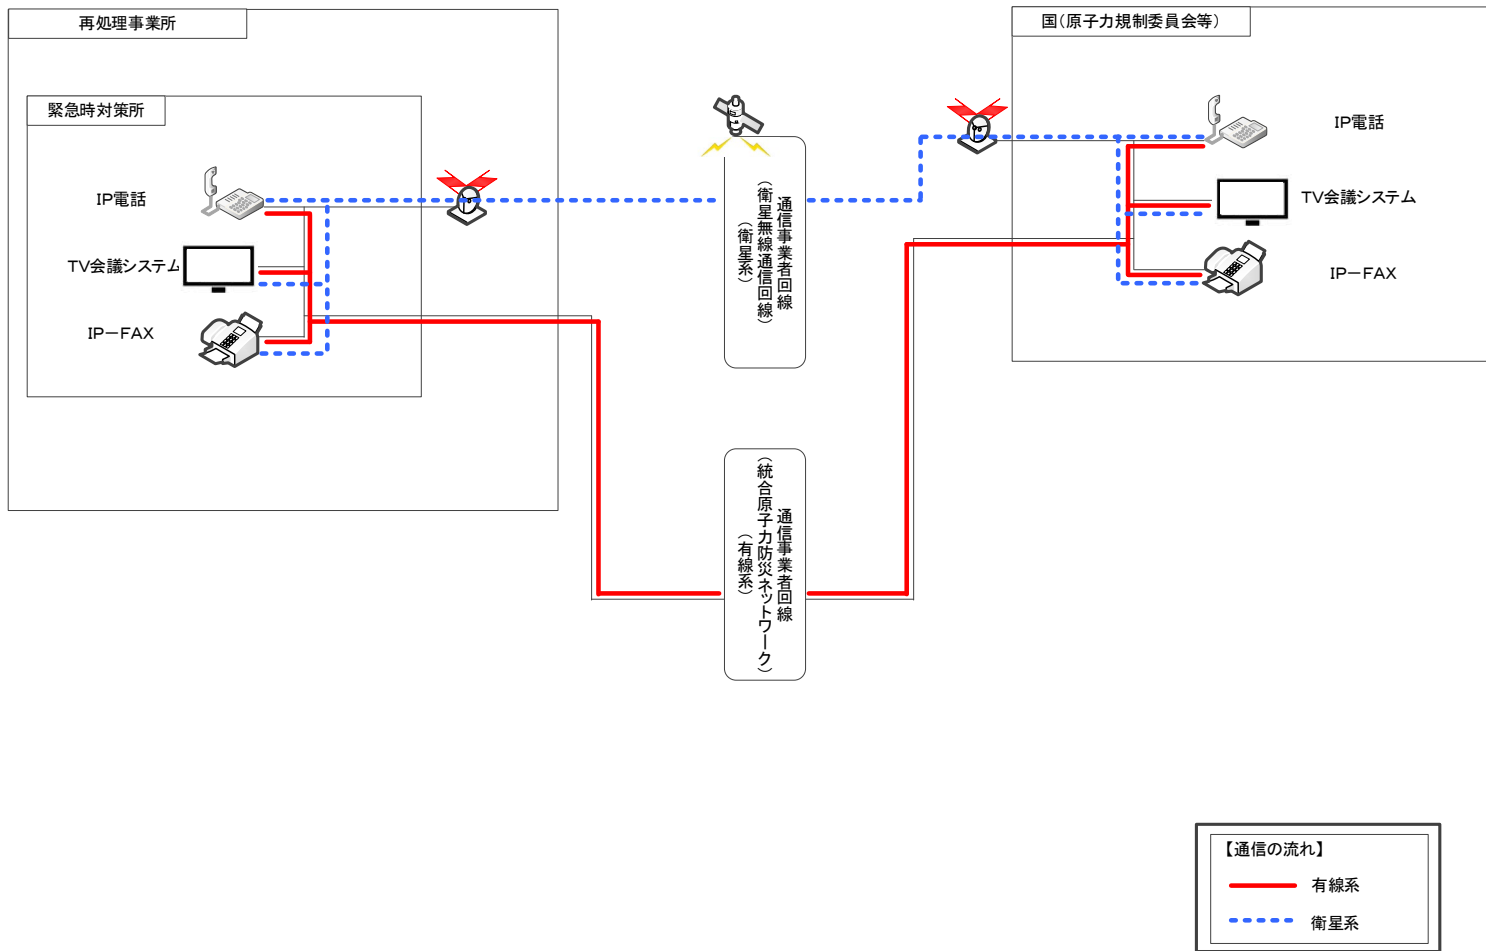 再処理事業所
緊急時対策所
IP電話
TV会議システム
IP－FAX
通信事業者回線
（衛星無線通信回線）
（衛星系）
通信事業者回線
（統合原子力防災ネットワーク）
（有線系）
国（原子力規制委員会等）
IP電話
TV会議システム
IP－FAX
【通信の流れ】
有線系
衛星系